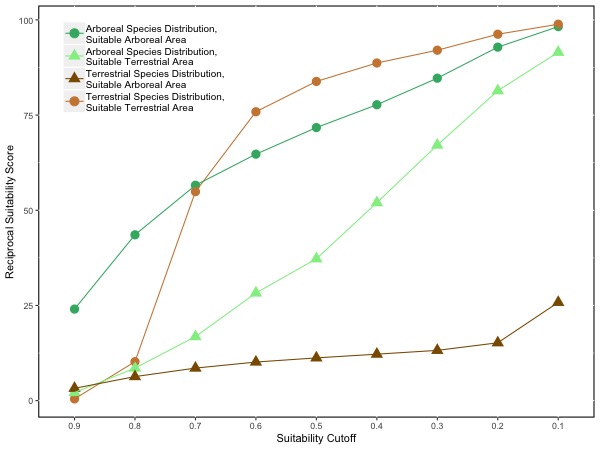 Arboreal Species Distribution,
Suitable Arboreal Area
Arboreal Species Distribution,
Suitable Terrestrial Area
Terrestrial Species Distribution,
Suitable Arboreal Area
Terrestrial Species Distribution,
Suitable Terrestrial Area
Reciprocal Suitability Score
100
75
50
25
0
0.9 0.8 0.7 0.6 0.5 0.4 0.3 0.2 0.1
Suitability Cutoff